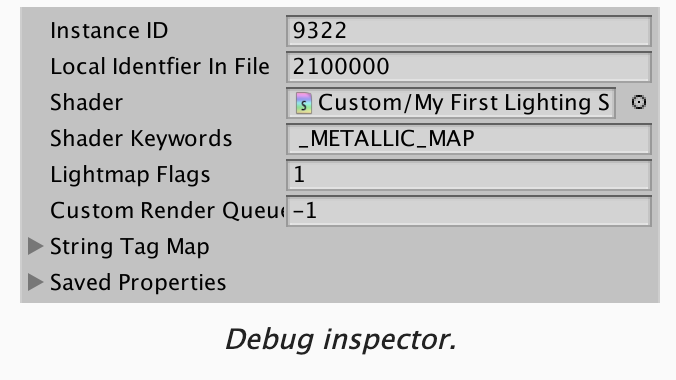 Instance ID 9322
Local Identfier In File 2100000
Shader S Custom/My First Lighting S
Shader Keywords _METALLIC_MAP
Lightmap Flags 1
Custom Render Queue -1
String Tag Map
Saved Properties
Debug inspector.